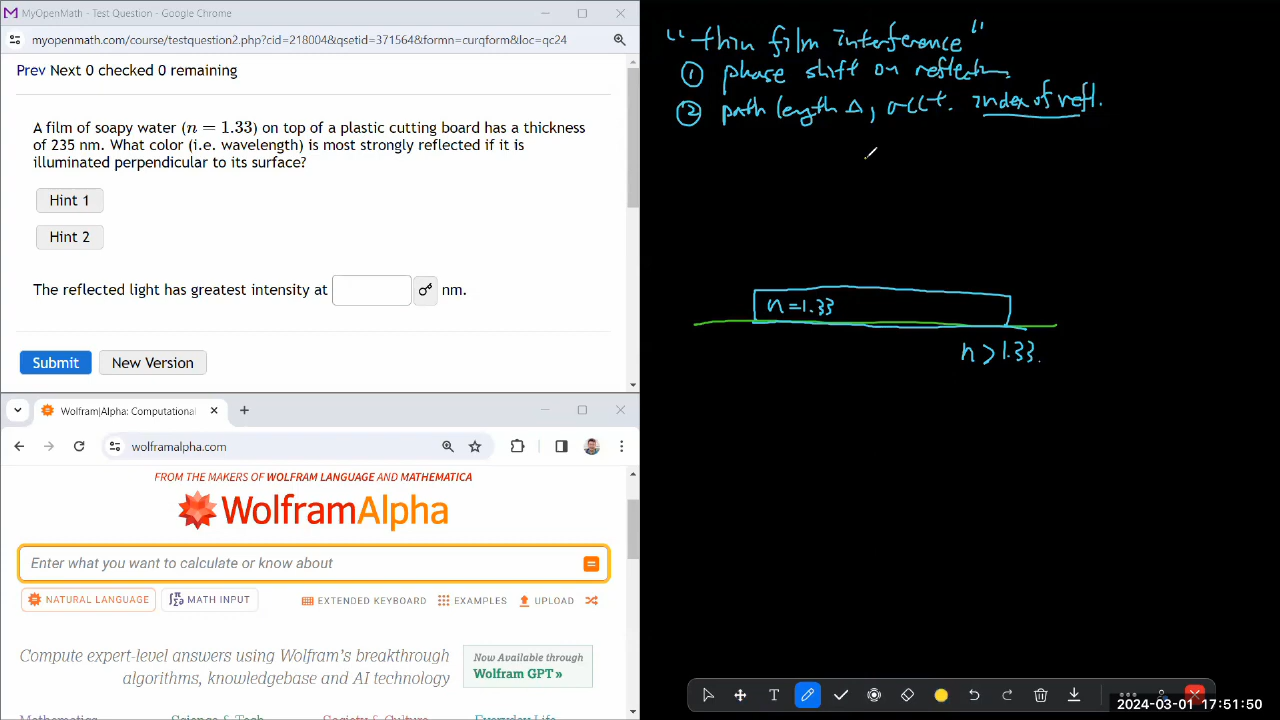 MyOpenMath - Test Question - Google Chrome
myopenmath.com/course/testquestion2.php?cid=218004&qsetid=371564&formn=curqform&loc=qc24
Prev Next 0 checked 0 remaining
A film of soapy water (n = 1.33) on top of a plastic cutting board has a thickness
of 235 nm. What color (i.e. wavelength) is most strongly reflected if it is
illuminated perpendicular to its surface?
Hint 1
Hint 2
The reflected light has greatest intensity at nm.
Submit New Version
Wolfram|Alpha: Computational
wolframalpha.com
FROM THE MAKERS OF WOLFRAM LANGUAGE AND MATHEMATICA
WolframAlpha
Enter what you want to calculate or know about
NATURAL LANGUAGE MATH INPUT EXTENDED KEYBOARD EXAMPLES UPLOAD
Compute expert-level answers using Wolfram's breakthrough
algorithms, knowledgebase and AI technology
Now Available through
Wolfram GPT »
Mathematics Science & Tech Society & Culture Everyday Life
"thin film interference"
① phase shift on reflection.
② path length Δ, acct. index of refl.
n = 1.33
n > 1.33.
2024-03-01 17:51:50